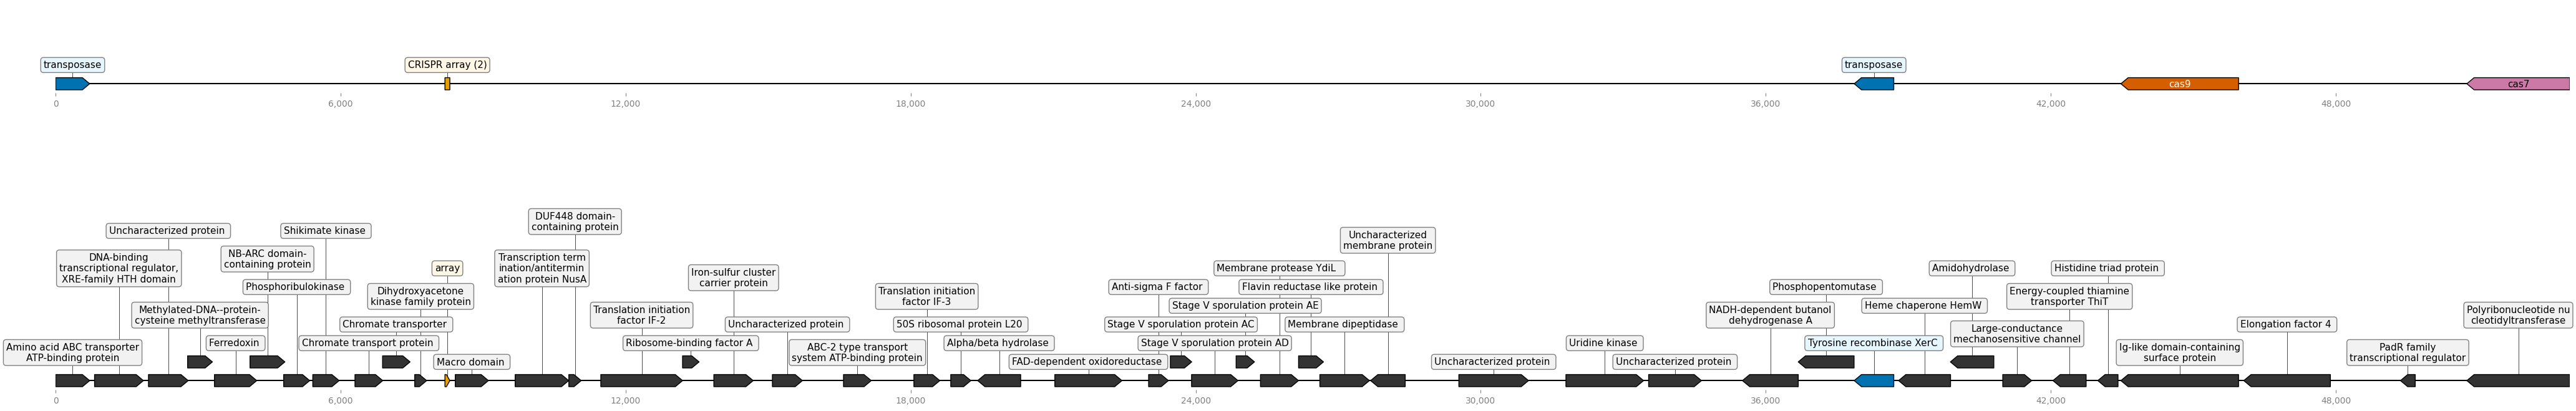 transposase
CRISPR array (2)
transposase
cas9
cas7
0
6,000
12,000
18,000
24,000
30,000
36,000
42,000
48,000
DUF448 domain-
containing protein
Uncharacterized protein
Shikimate kinase
Uncharacterized
membrane protein
DNA-binding
transcriptional regulator,
XRE-family HTH domain
NB-ARC domain-
containing protein
array
Transcription term
ination/antitermin
ation protein NusA
Membrane protease YdiL
Amidohydrolase
Histidine triad protein
Iron-sulfur cluster
carrier protein
Phosphoribulokinase
Anti-sigma F factor
Flavin reductase like protein
Phosphopentomutase
Dihydroxyacetone
kinase family protein
Translation initiation
factor IF-3
Energy-coupled thiamine
transporter ThiT
Stage V sporulation protein AE
Heme chaperone HemW
Methylated-DNA--protein-
cysteine methyltransferase
Translation initiation
factor IF-2
NADH-dependent butanol
dehydrogenase A
Polyribonucleotide nu
cleotidyltransferase
Chromate transporter
Uncharacterized protein
50S ribosomal protein L20
Stage V sporulation protein AC
Membrane dipeptidase
Elongation factor 4
Large-conductance
mechanosensitive channel
Ferredoxin
Chromate transport protein
Ribosome-binding factor A
Alpha/beta hydrolase
Stage V sporulation protein AD
Tyrosine recombinase XerC
Amino acid ABC transporter
ATP-binding protein
ABC-2 type transport
system ATP-binding protein
Ig-like domain-containing
surface protein
PadR family
transcriptional regulator
Macro domain
FAD-dependent oxidoreductase
Uncharacterized protein
Uridine kinase
Uncharacterized protein
0
6,000
12,000
18,000
24,000
30,000
36,000
42,000
48,000